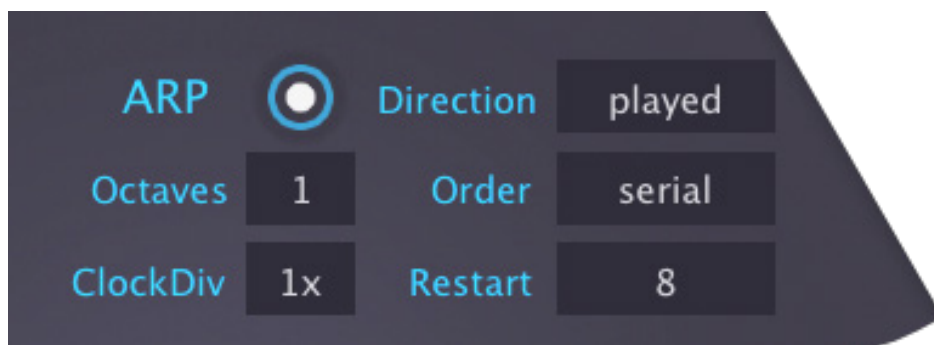 ARP Direction played
Octaves 1 Order serial
ClockDiv 1x Restart 8